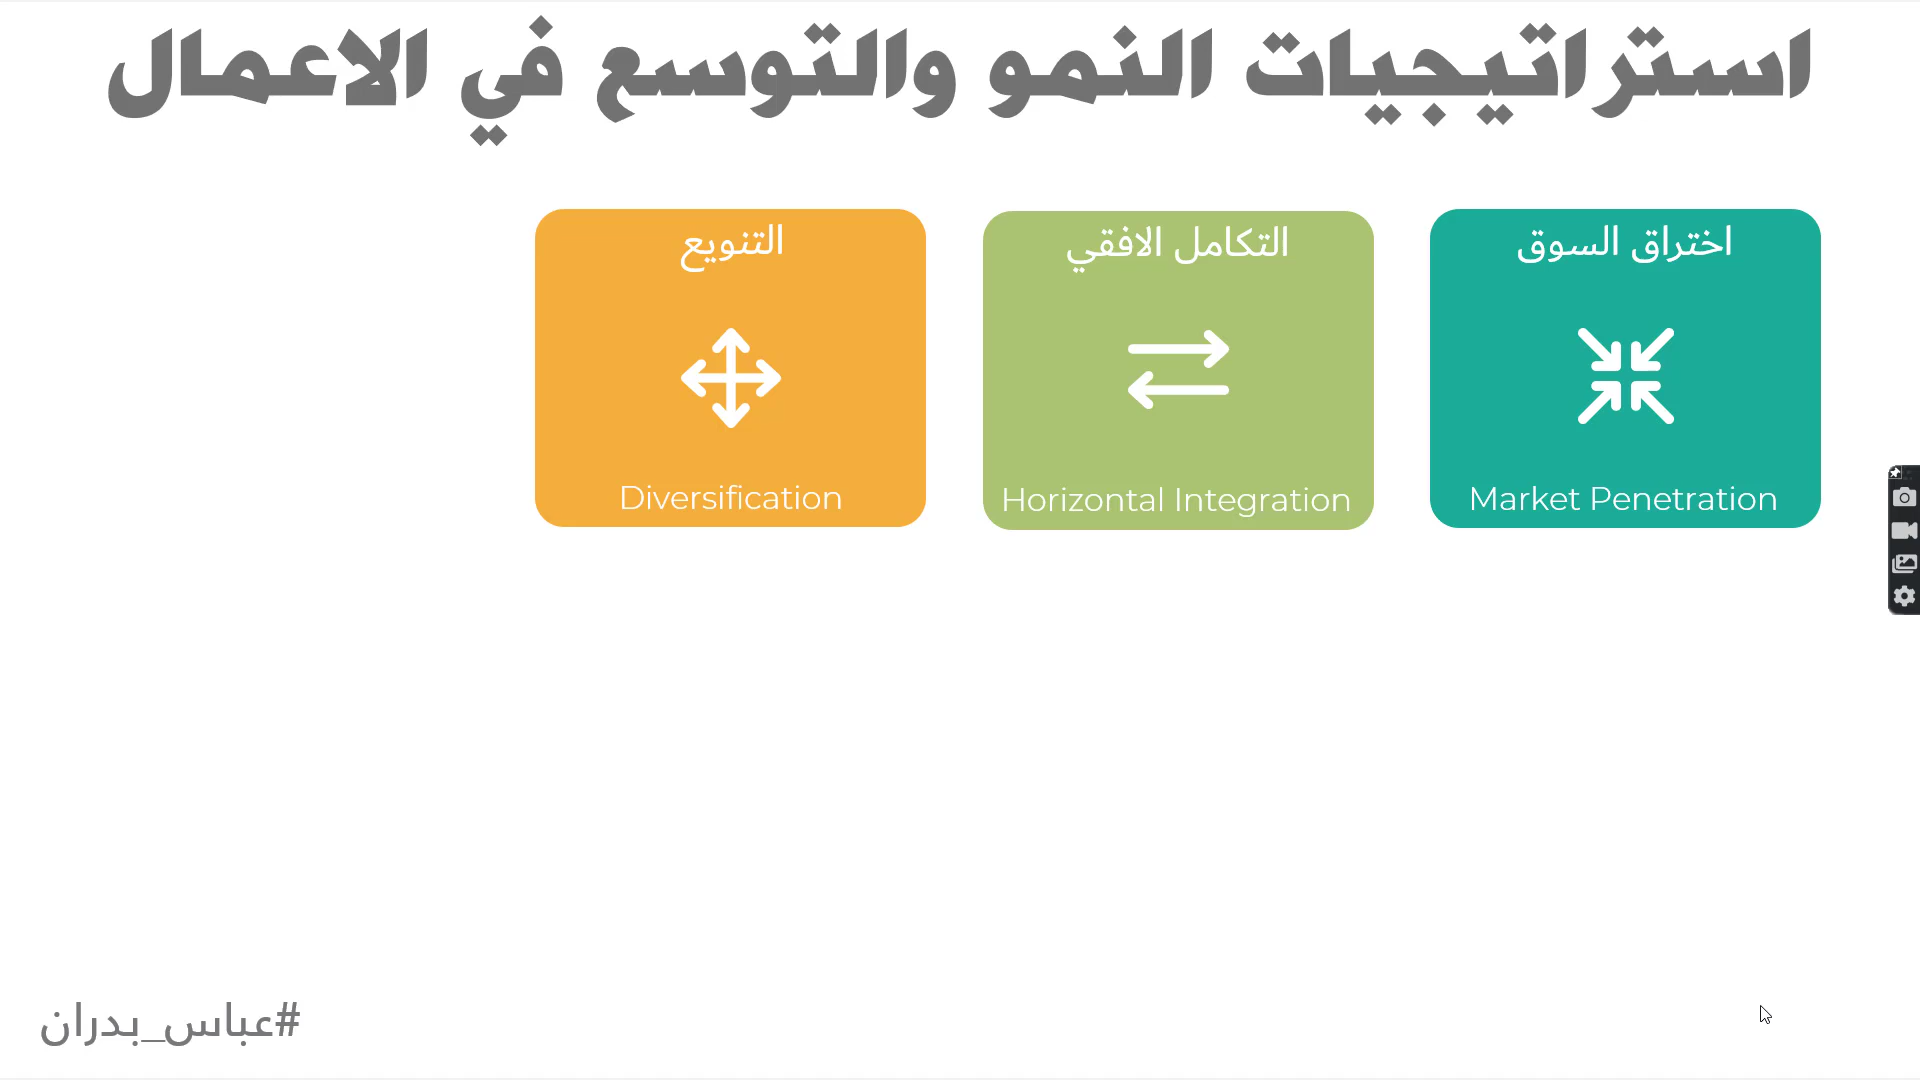 استراتيجيات النمو والتوسع في الاعمال
اختراق السوق
Market Penetration
التكامل الافقي
Horizontal Integration
التنويع
Diversification
#عباس_بدران